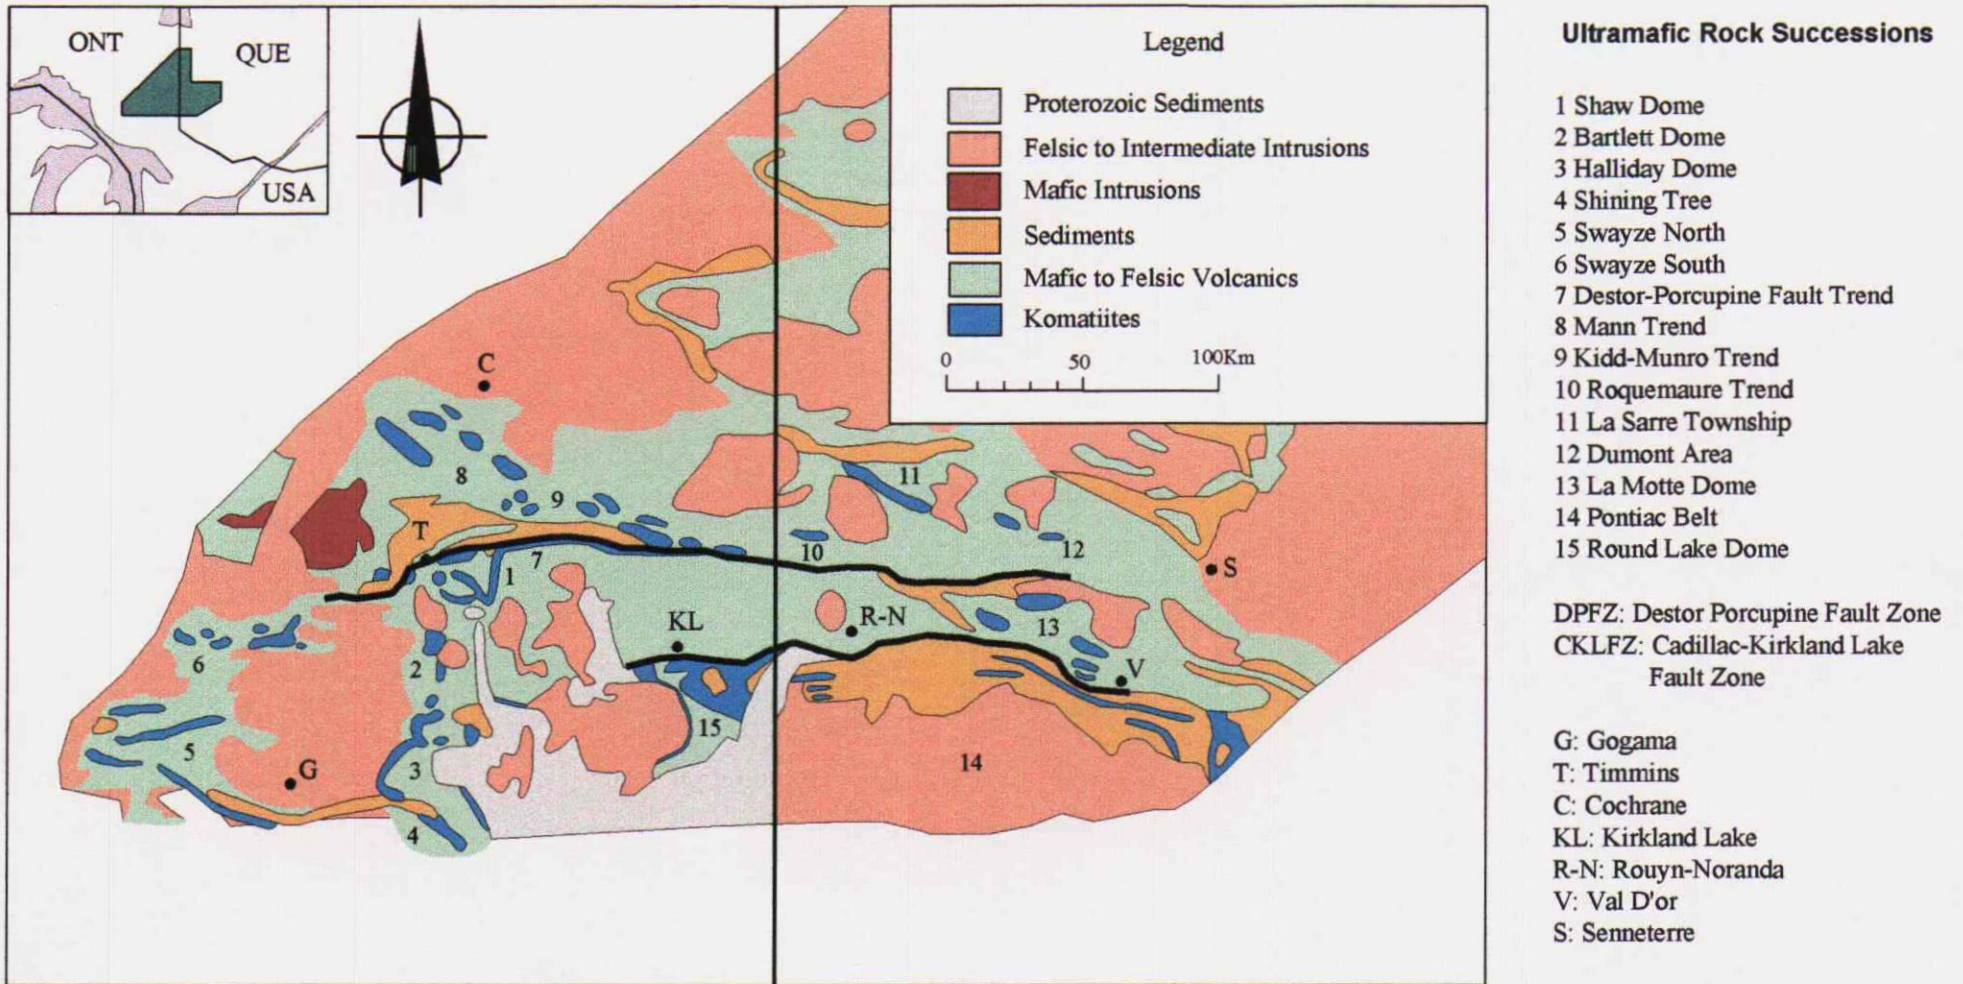 ONT
QUE
USA
Legend
Proterozoic Sediments
Felsic to Intermediate Intrusions
Mafic Intrusions
Sediments
Mafic to Felsic Volcanics
Komatiites
0 50 100Km
C
11
8
9
T
10
12
7
S
1
KL
R-N
13
6
2
V
15
5
G
3
14
4
Ultramafic Rock Successions
1 Shaw Dome
2 Bartlett Dome
3 Halliday Dome
4 Shining Tree
5 Swayze North
6 Swayze South
7 Destor-Porcupine Fault Trend
8 Mann Trend
9 Kidd-Munro Trend
10 Roquemaure Trend
11 La Sarre Township
12 Dumont Area
13 La Motte Dome
14 Pontiac Belt
15 Round Lake Dome
DPFZ: Destor Porcupine Fault Zone
CKLFZ: Cadillac-Kirkland Lake
Fault Zone
G: Gogama
T: Timmins
C: Cochrane
KL: Kirkland Lake
R-N: Rouyn-Noranda
V: Val D'or
S: Senneterre